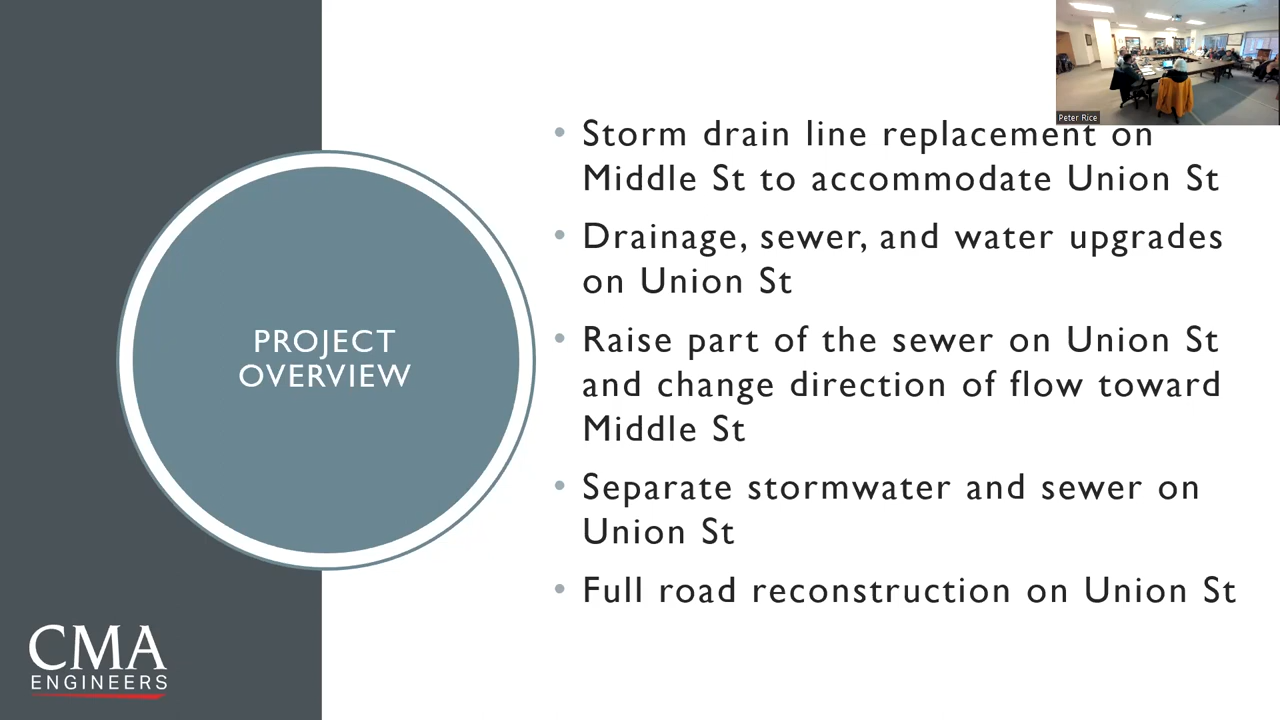 Peter Rice
• Storm drain line replacement on
Middle St to accommodate Union St
• Drainage, sewer, and water upgrades
on Union St
• Raise part of the sewer on Union St
and change direction of flow toward
Middle St
• Separate stormwater and sewer on
Union St
• Full road reconstruction on Union St
PROJECT
OVERVIEW
CMA
ENGINEERS